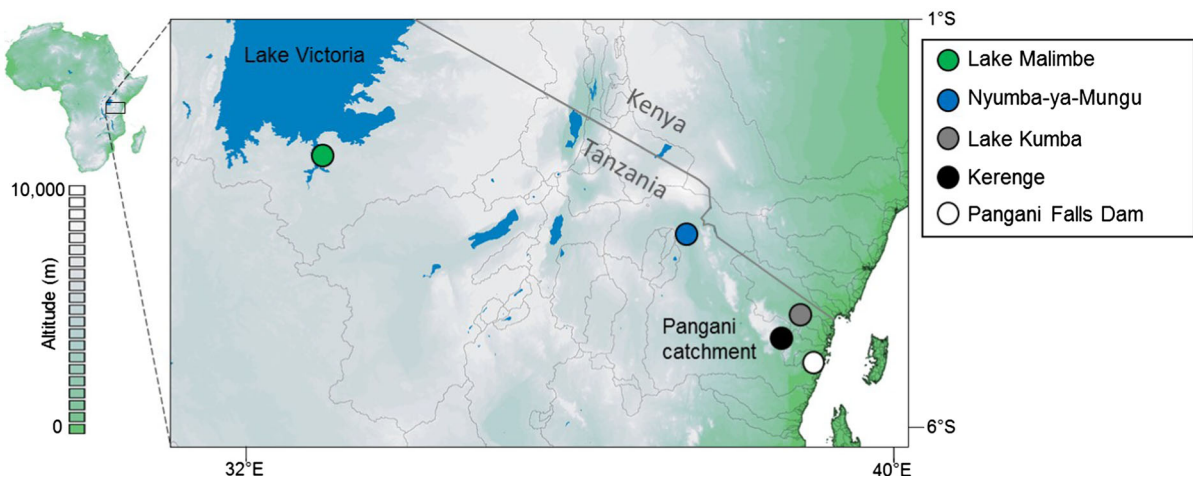 1°S
Lake Victoria
Lake Malimbe
Nyumba-ya-Mungu
Lake Kumba
Kerenge
Pangani Falls Dam
Kenya
Tanzania
10,000
Altitude (m)
0
Pangani
catchment
6°S
32°E
40°E